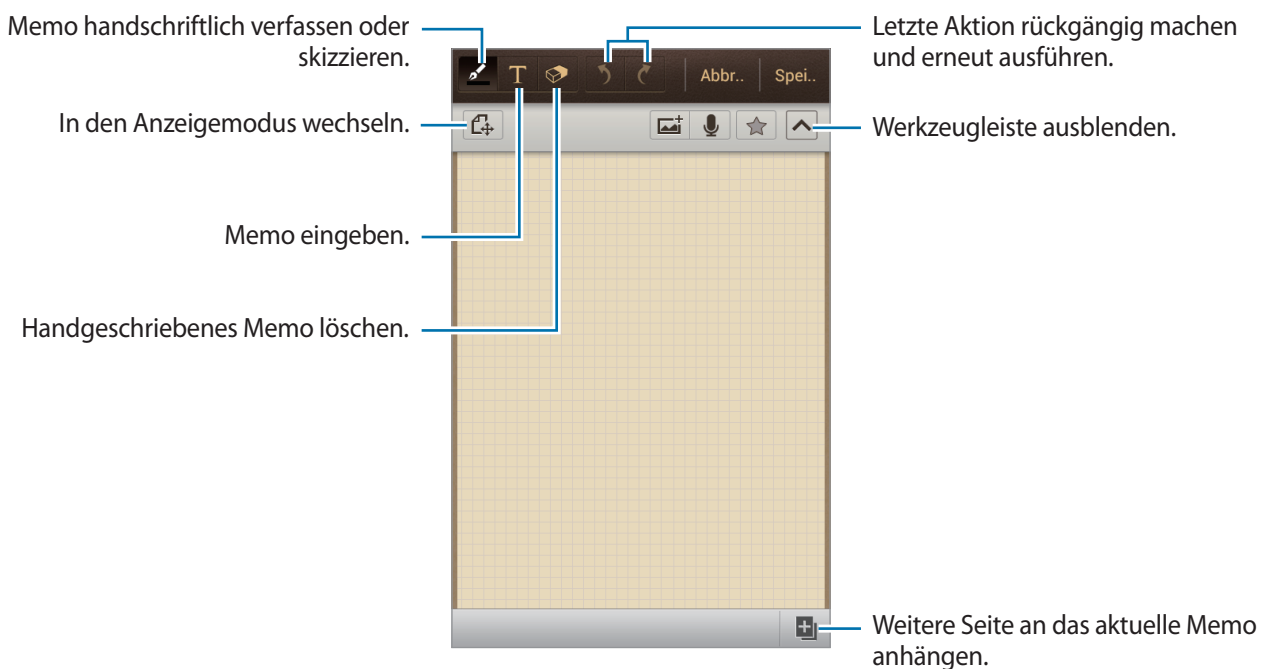 Memo handschriftlich verfassen oder
skizzieren.
Letzte Aktion rückgängig machen
und erneut ausführen.
T
Abbr..
Spei..
In den Anzeigemodus wechseln.
Werkzeugleiste ausblenden.
Memo eingeben.
Handgeschriebenes Memo löschen.
Weitere Seite an das aktuelle Memo
anhängen.